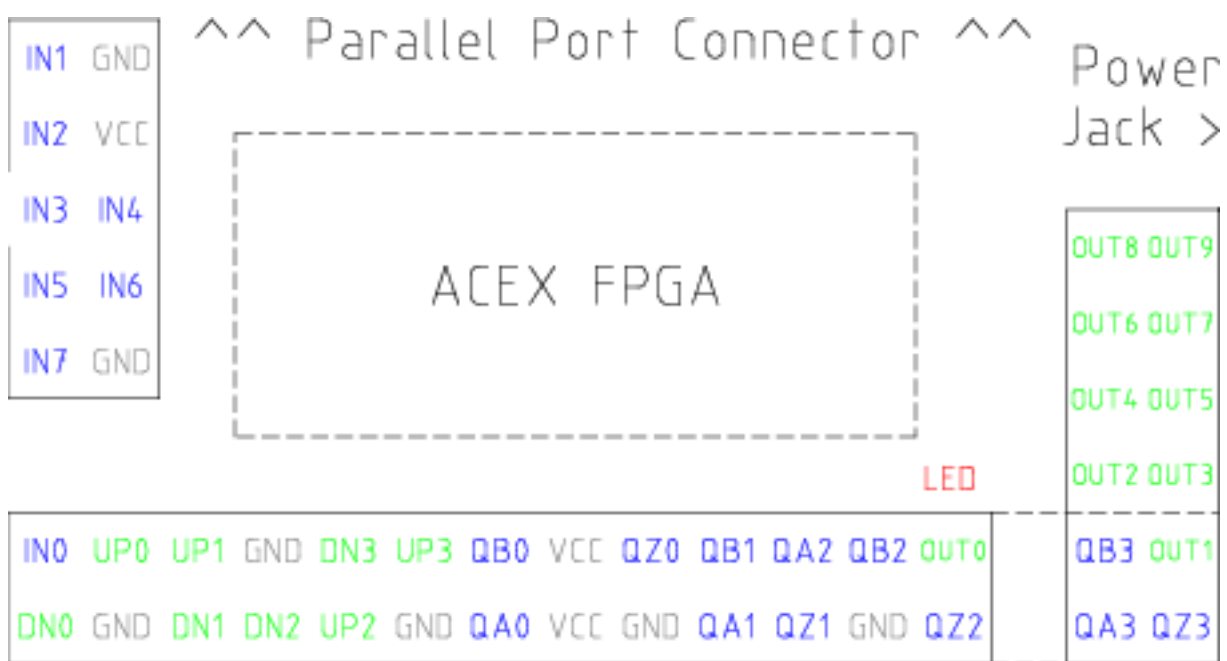 ^^ Parallel Port Connector ^^
Power
Jack >
IN1 GND
IN2 VCC
IN3 IN4
IN5 IN6
IN7 GND
ACEX FPGA
OUT8 OUT9
OUT6 OUT7
OUT4 OUT5
OUT2 OUT3
LED
IN0 UP0 UP1 GND DN3 UP3 QB0 VCC QZ0 QB1 QA2 QB2 OUT0
QB3 OUT1
DN0 GND DN1 DN2 UP2 GND QA0 VCC GND QA1 QZ1 GND QZ2
QA3 QZ3